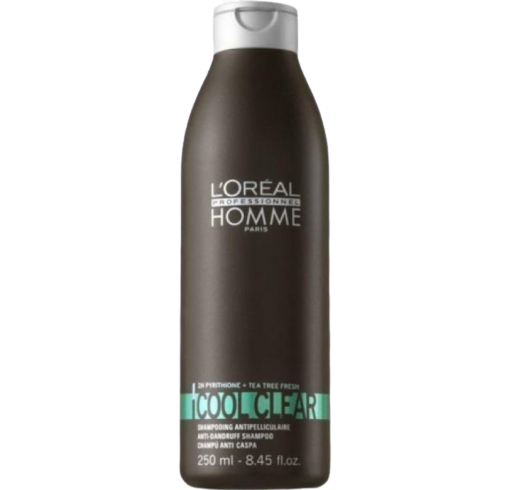 L'ORÉAL
PROFESSIONNEL
HOMME
PARIS
ZN PYRITHIONE + TEA TREE FRESH
COOL CLEAR
SHAMPOOING ANTIPELLICULAIRE
ANTI-DANDRUFF SHAMPOO
CHAMPÚ ANTI CASPA
250 ml - 8.45 fl.oz.